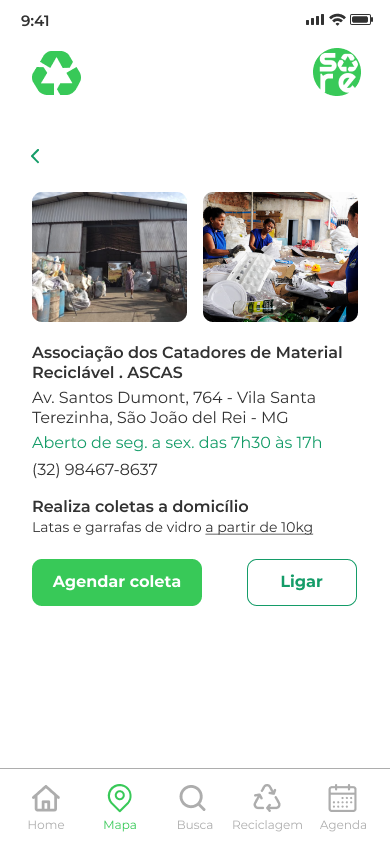 9:41
sore
Associação dos Catadores de Material
Reciclável . ASCAS
Av. Santos Dumont, 764 - Vila Santa
Terezinha, São João del Rei - MG
Aberto de seg. a sex. das 7h30 às 17h
(32) 98467-8637
Realiza coletas a domicílio
Latas e garrafas de vidro a partir de 10kg
Agendar coleta
Ligar
Home
Mapa
Busca
Reciclagem
Agenda